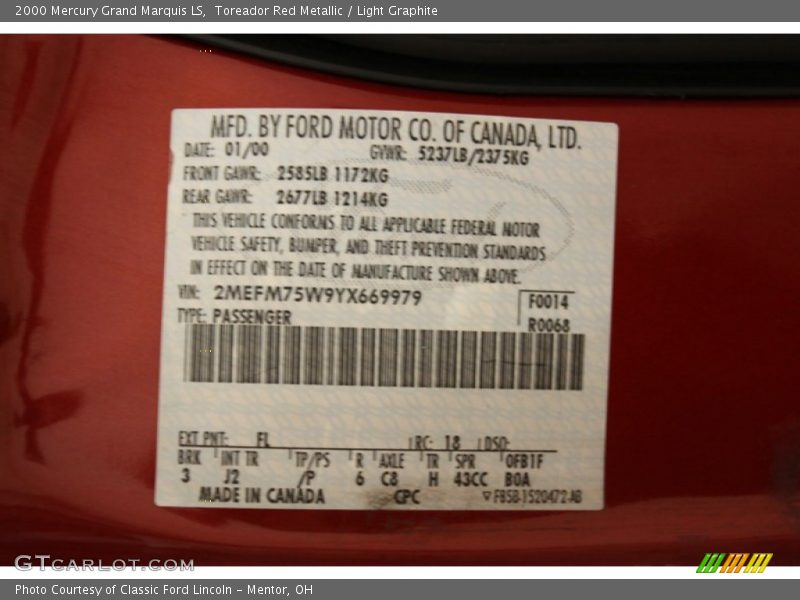 2000 Mercury Grand Marquis LS, Toreador Red Metallic / Light Graphite
MFD. BY FORD MOTOR CO. OF CANADA, LTD.
DATE: 01/00 GVWR: 5237LB/2375KG
FRONT GAWR: 2585LB 1172KG
REAR GAWR: 2677LB 1214KG
THIS VEHICLE CONFORMS TO ALL APPLICABLE FEDERAL MOTOR
VEHICLE SAFETY, BUMPER, AND THEFT PREVENTION STANDARDS
IN EFFECT ON THE DATE OF MANUFACTURE SHOWN ABOVE.
VIN: 2MEFM75W9YX669979 F0014
TYPE: PASSENGER R0068
EXT PNT: FL RC: 18 DSO:
BRK INT TR TP/PS R AXLE TR SPR OFB1F
3 J2 /P 6 C8 H 43CC B0A
MADE IN CANADA CPC F85B-1520472-AB
GTCARLOT.COM
Photo Courtesy of Classic Ford Lincoln - Mentor, OH